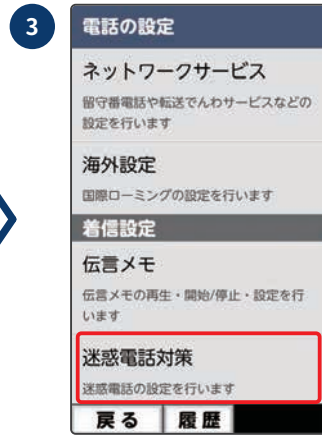 3
電話の設定
ネットワークサービス
留守番電話や転送でんわサービスなどの
設定を行います
海外設定
国際ローミングの設定を行います
着信設定
伝言メモ
伝言メモの再生・開始/停止・設定を行
います
迷惑電話対策
迷惑電話の設定を行います
戻る 履歴